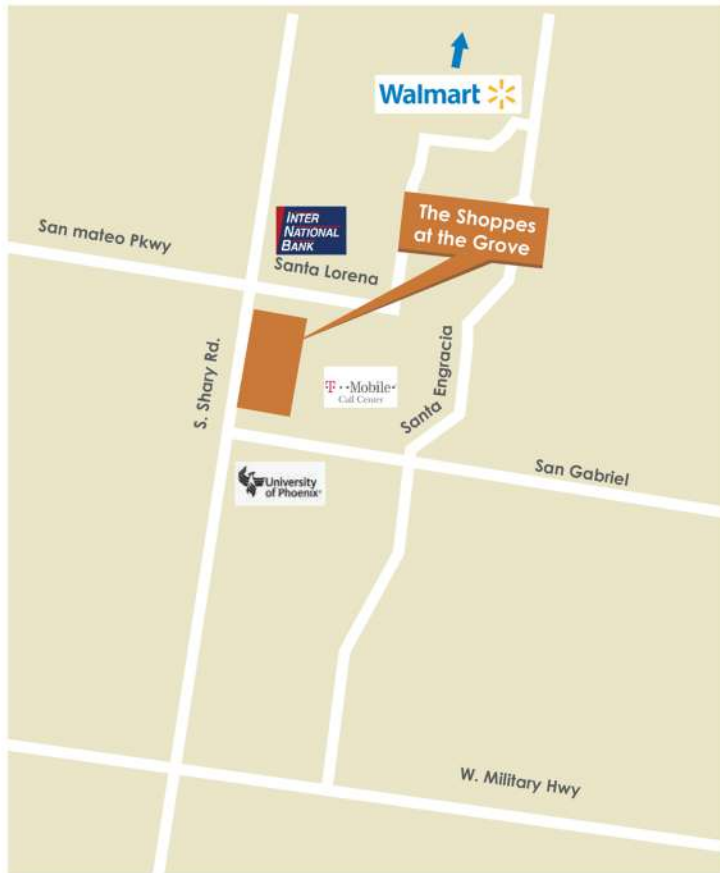 Walmart
INTER
NATIONAL
BANK
The Shoppes
at the Grove
San mateo Pkwy
Santa Lorena
S. Shary Rd.
T··Mobile·
Call Center
Santa Engracia
San Gabriel
University
of Phoenix®
W. Military Hwy